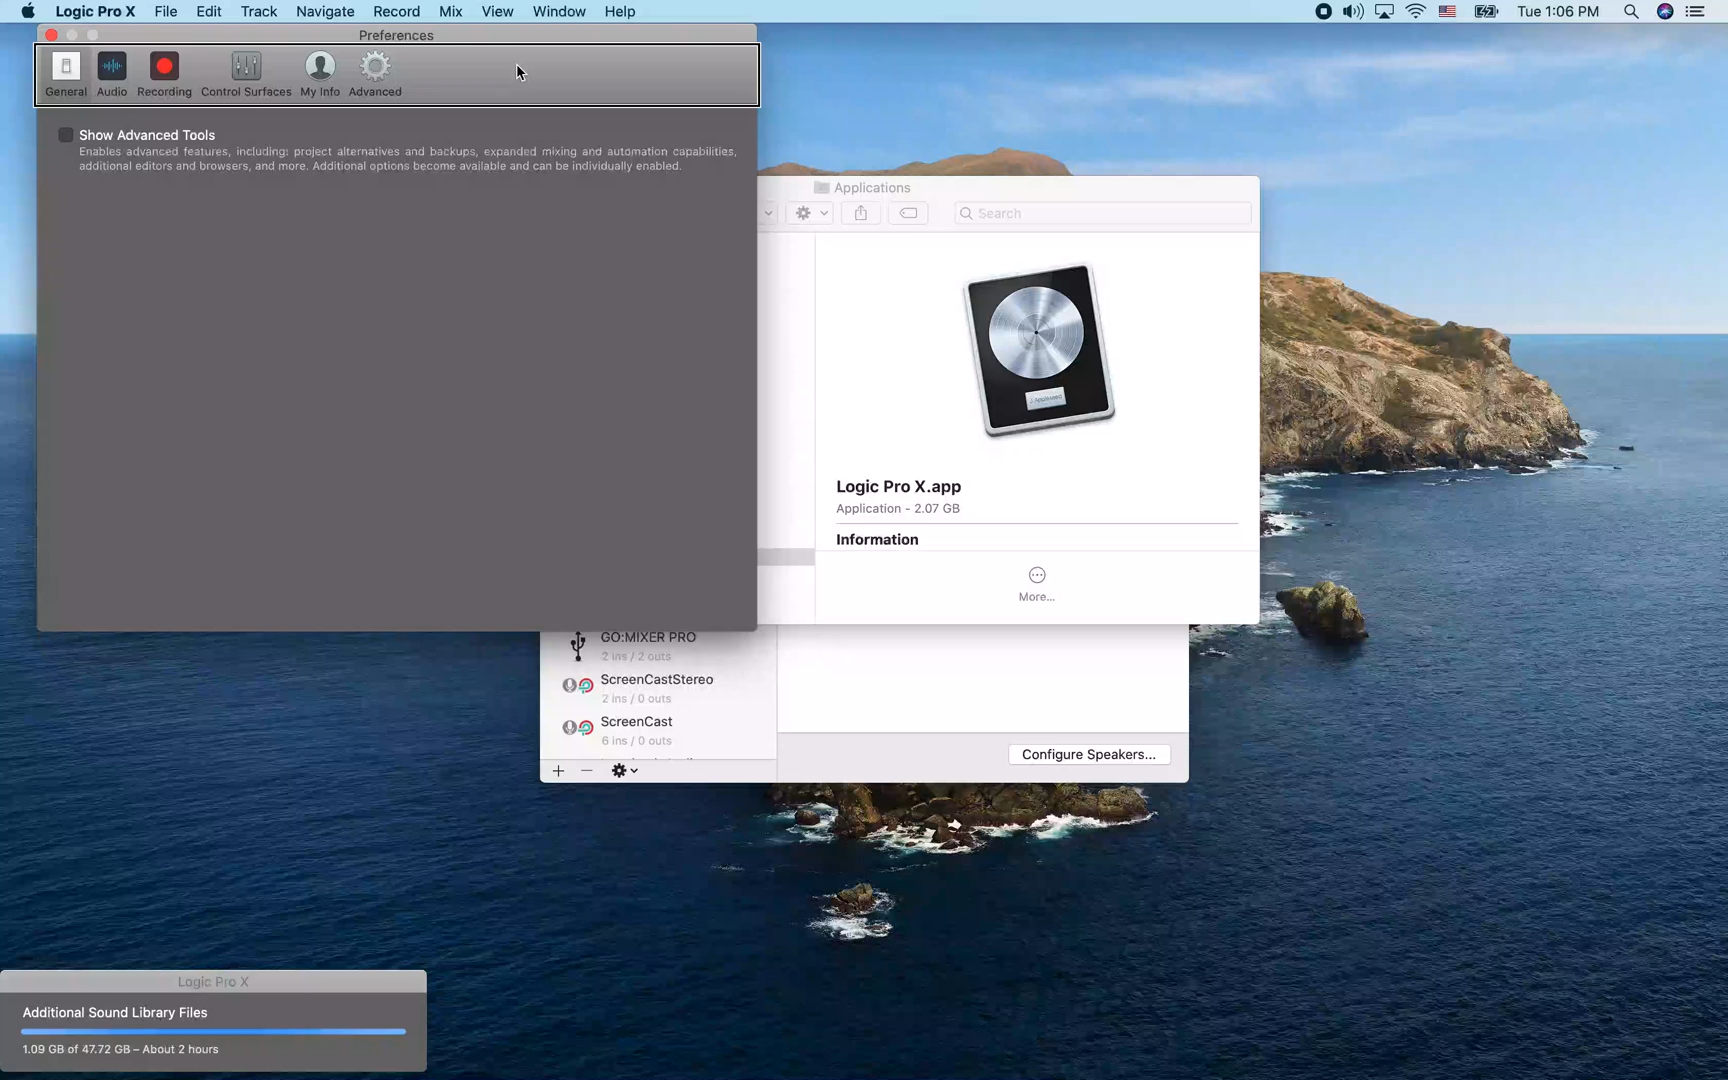 Logic Pro X File Edit Track Navigate Record Mix View Window Help Tue 1:06 PM
Preferences
General Audio Recording Control Surfaces My Info Advanced
Show Advanced Tools
Enables advanced features, including: project alternatives and backups, expanded mixing and automation capabilities,
additional editors and browsers, and more. Additional options become available and can be individually enabled.
Applications
Search
Logic Pro X.app
Application - 2.07 GB
Information
More...
GO:MIXER PRO
2 ins / 2 outs
ScreenCastStereo
2 ins / 0 outs
ScreenCast
6 ins / 0 outs
Configure Speakers...
Logic Pro X
Additional Sound Library Files
1.09 GB of 47.72 GB – About 2 hours